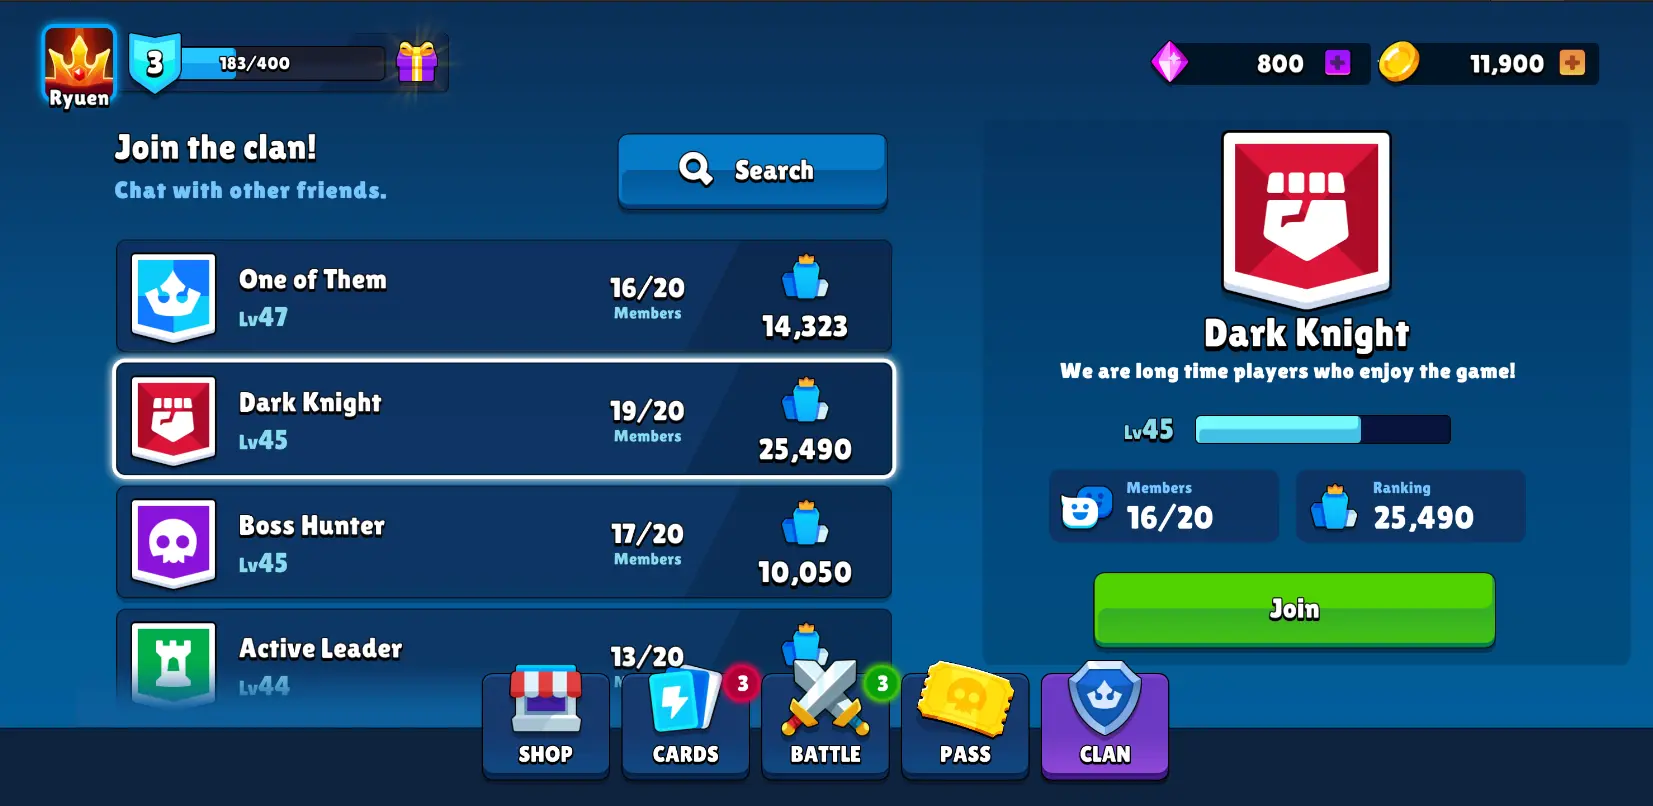 Ryuen
3
183/400
800
11,900
Join the clan!
Chat with other friends.
Search
One of Them
Lv47
16/20
Members
14,323
Dark Knight
Lv45
19/20
Members
25,490
Boss Hunter
Lv45
17/20
Members
10,050
Active Leader
Lv44
13/20
Dark Knight
We are long time players who enjoy the game!
Lv45
Members
16/20
Ranking
25,490
Join
SHOP
3
CARDS
3
BATTLE
PASS
CLAN